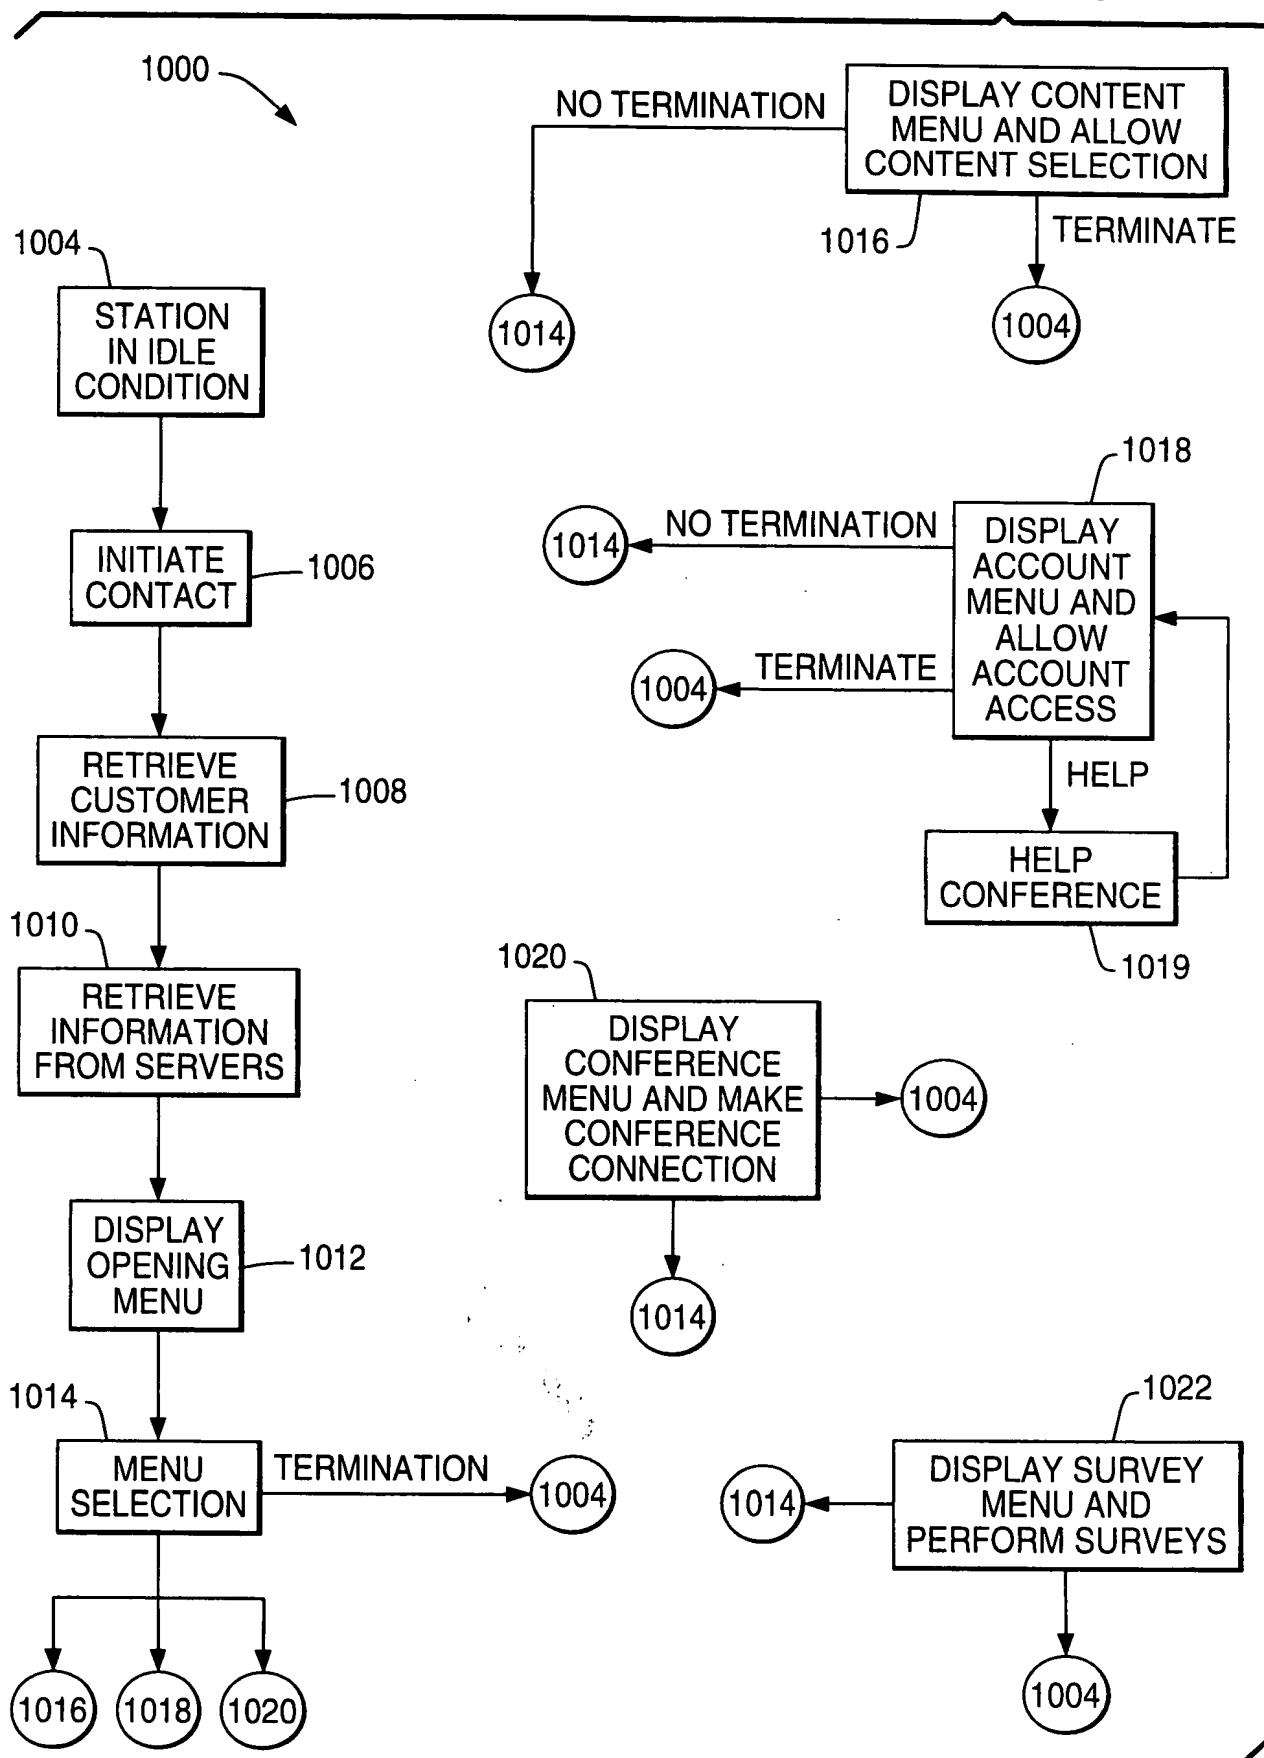 1000
NO TERMINATION
DISPLAY CONTENT
MENU AND ALLOW
CONTENT SELECTION
1016
TERMINATE
1014
1004
1004
STATION
IN IDLE
CONDITION
INITIATE
CONTACT
1006
RETRIEVE
CUSTOMER
INFORMATION
1008
1010
RETRIEVE
INFORMATION
FROM SERVERS
DISPLAY
OPENING
MENU
1012
1014
MENU
SELECTION
TERMINATION
1004
1016
1018
1020
1018
DISPLAY
ACCOUNT
MENU AND
ALLOW
ACCOUNT
ACCESS
NO TERMINATION
1014
TERMINATE
1004
HELP
HELP
CONFERENCE
1019
1020
DISPLAY
CONFERENCE
MENU AND MAKE
CONFERENCE
CONNECTION
1004
1014
1022
DISPLAY SURVEY
MENU AND
PERFORM SURVEYS
1014
1004